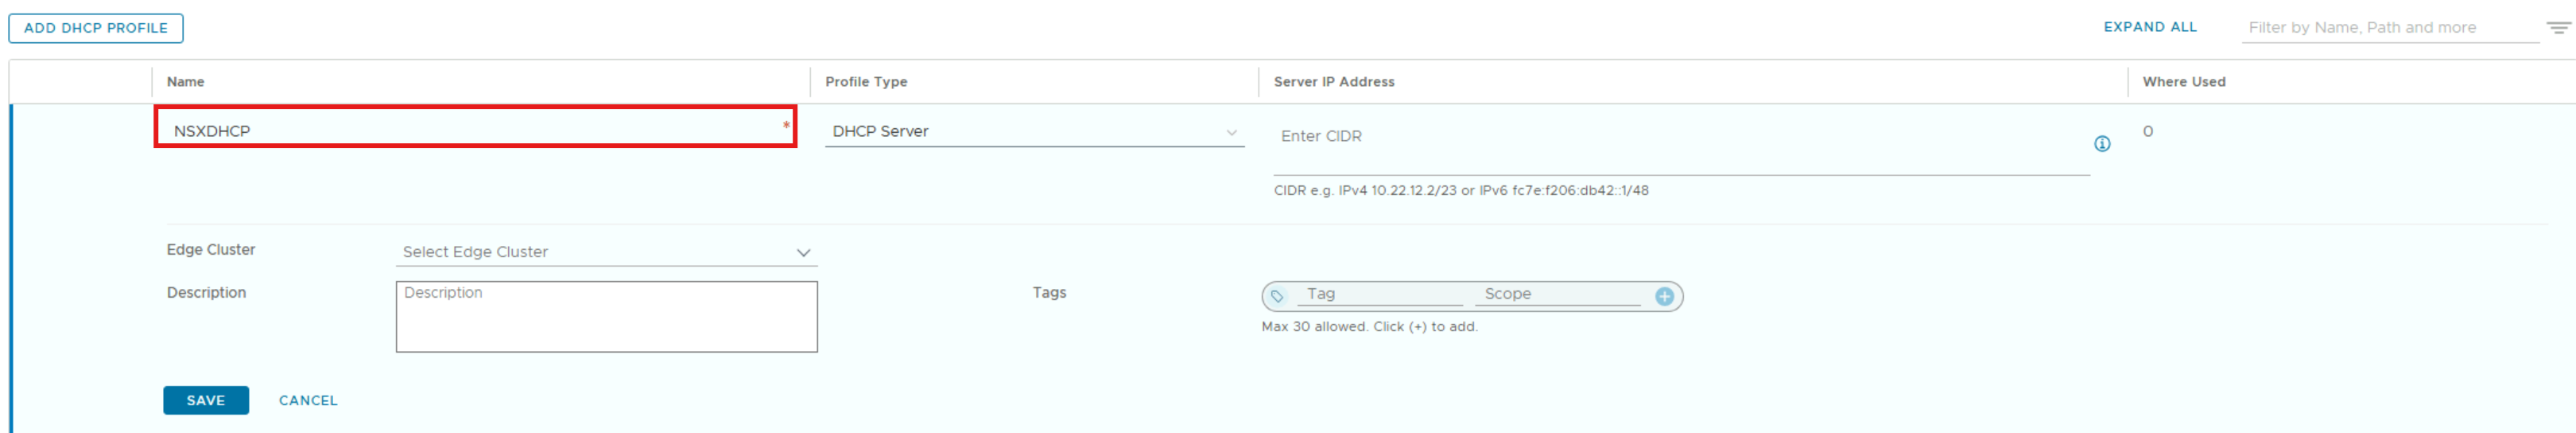 ADD DHCP PROFILE
EXPAND ALL
Filter by Name, Path and more
Name
Profile Type
Server IP Address
Where Used
NSXDHCP *
DHCP Server
Enter CIDR
0
CIDR e.g. IPv4 10.22.12.2/23 or IPv6 fc7e:f206:db42::1/48
Edge Cluster
Select Edge Cluster
Description
Description
Tags
Tag
Scope
Max 30 allowed. Click (+) to add.
SAVE
CANCEL